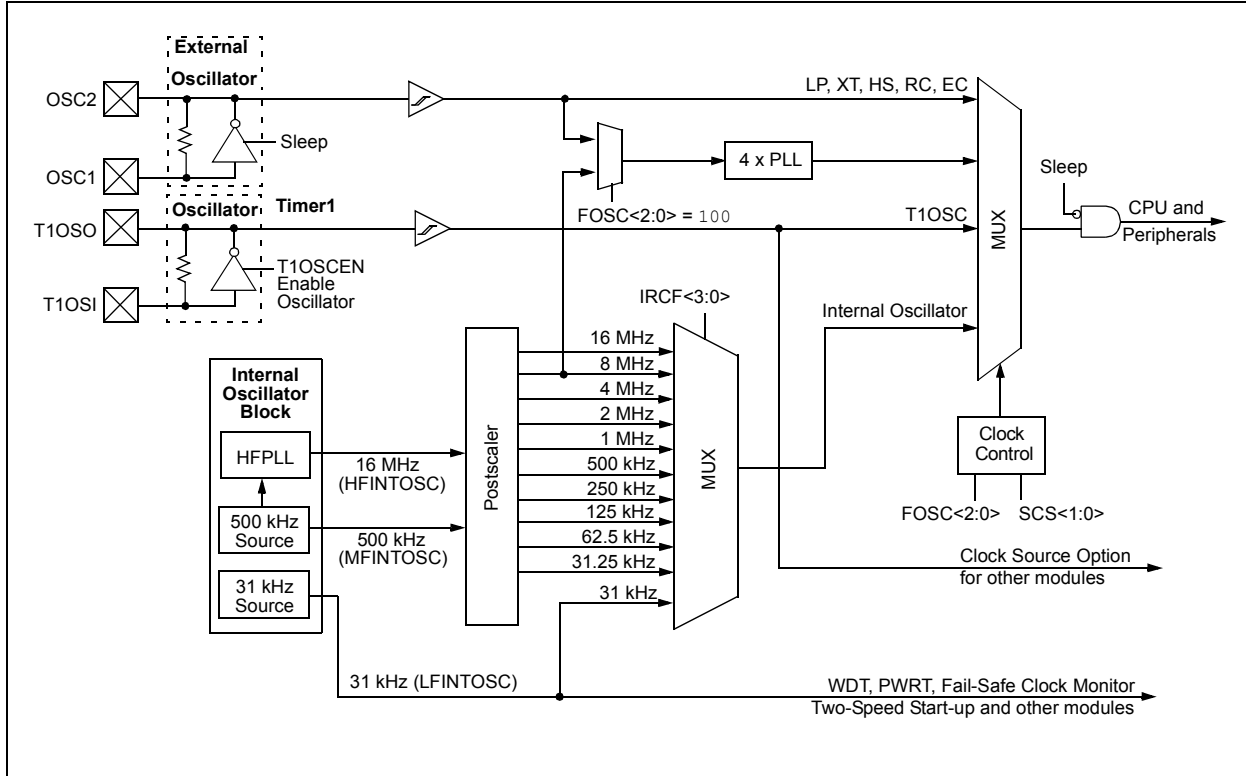 External
Oscillator
OSC2
Sleep
OSC1
LP, XT, HS, RC, EC
4 x PLL
FOSC<2:0> = 100
Sleep
CPU and
Peripherals
MUX
Oscillator
Timer1
T1OSO
T1OSC
T1OSCEN
Enable
Oscillator
T1OSI
IRCF<3:0>
Internal Oscillator
Internal
Oscillator
Block
HFPLL
500 kHz
Source
31 kHz
Source
16 MHz
(HFINTOSC)
500 kHz
(MFINTOSC)
Postscaler
16 MHz
8 MHz
4 MHz
2 MHz
1 MHz
500 kHz
250 kHz
125 kHz
62.5 kHz
31.25 kHz
31 kHz
MUX
Clock
Control
FOSC<2:0>
SCS<1:0>
Clock Source Option
for other modules
31 kHz (LFINTOSC)
WDT, PWRT, Fail-Safe Clock Monitor
Two-Speed Start-up and other modules